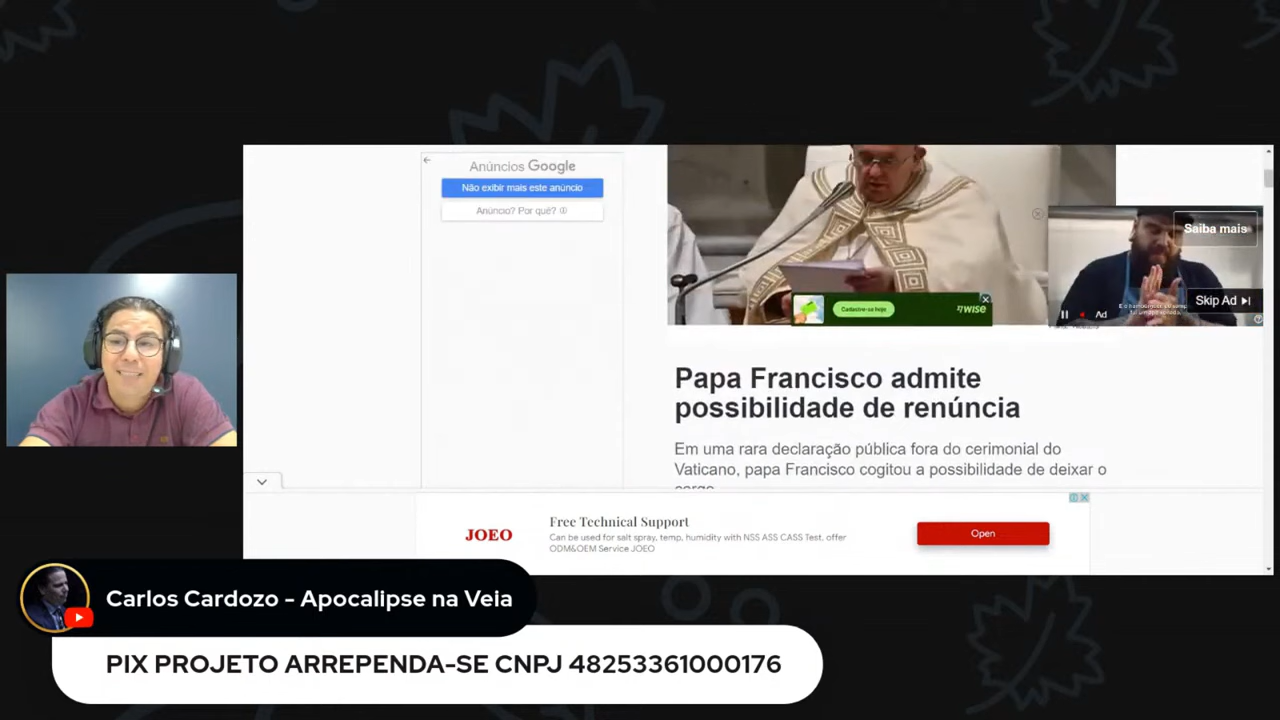 Anúncios Google
Não exibir mais este anúncio
Anúncio? Por quê?
Saiba mais
Skip Ad
Ad
Cadastre-se hoje
WISE
Papa Francisco admite
possibilidade de renúncia
Em uma rara declaração pública fora do cerimonial do
Vaticano, papa Francisco cogitou a possibilidade de deixar o
cargo
JOEO
Free Technical Support
Can be used for salt spray, temp, humidity with NSS ASS CASS Test, offer
ODM&OEM Service JOEO
Open
Carlos Cardozo - Apocalipse na Veia
PIX PROJETO ARREPENDA-SE CNPJ 48253361000176